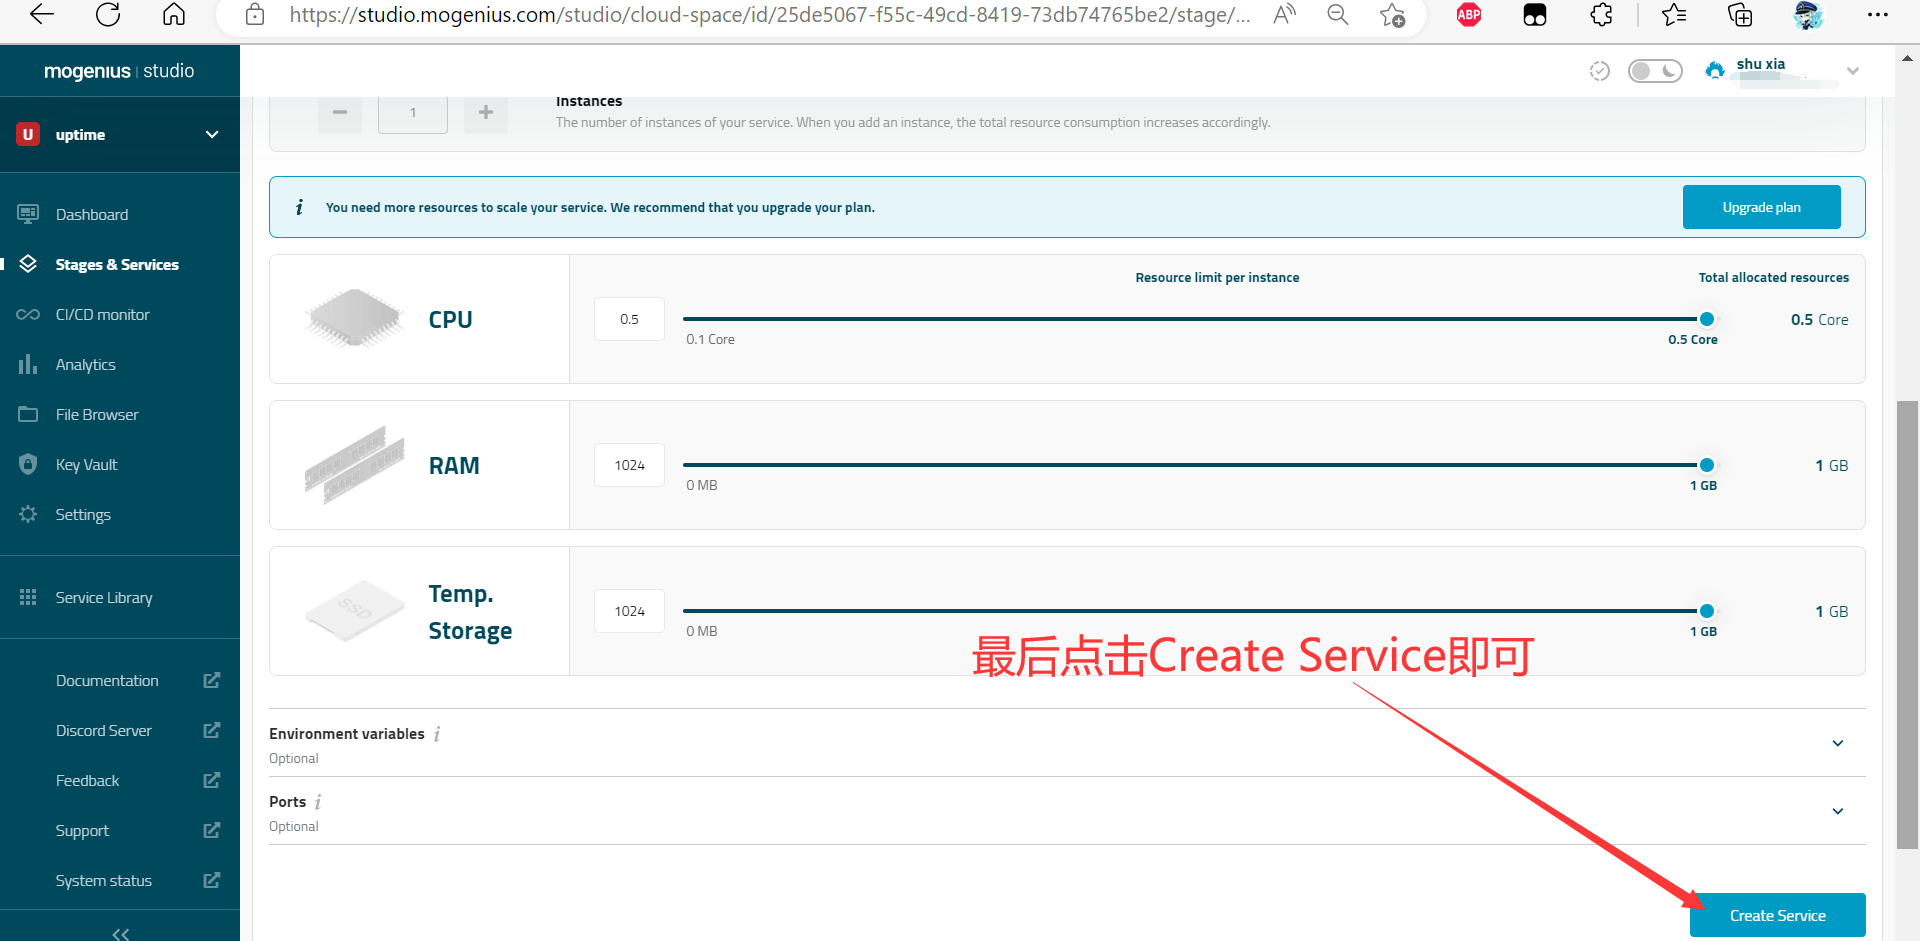 https://studio.mogenius.com/studio/cloud-space/id/25de5067-f55c-49cd-8419-73db74765be2/stage/...
ABP
mogenius | studio
shu xia
U uptime
Dashboard
Stages & Services
CI/CD monitor
Analytics
File Browser
Key Vault
Settings
Service Library
Documentation
Discord Server
Feedback
Support
System status
1
Instances
The number of instances of your service. When you add an instance, the total resource consumption increases accordingly.
You need more resources to scale your service. We recommend that you upgrade your plan.
Upgrade plan
Resource limit per instance
Total allocated resources
CPU
0.5
0.1 Core
0.5 Core
0.5 Core
RAM
1024
0 MB
1 GB
1 GB
SSD
Temp.
Storage
1024
0 MB
1 GB
1 GB
最后点击Create Service即可
Environment variables i
Optional
Ports i
Optional
Create Service